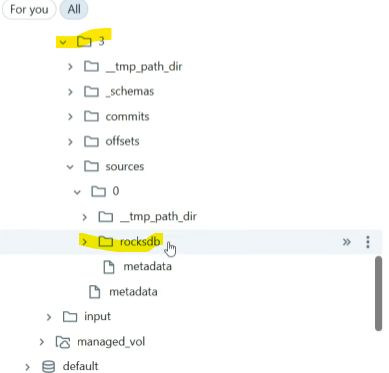 For you
All
3
__tmp_path_dir
_schemas
commits
offsets
sources
0
__tmp_path_dir
rocksdb
metadata
metadata
input
managed_vol
default